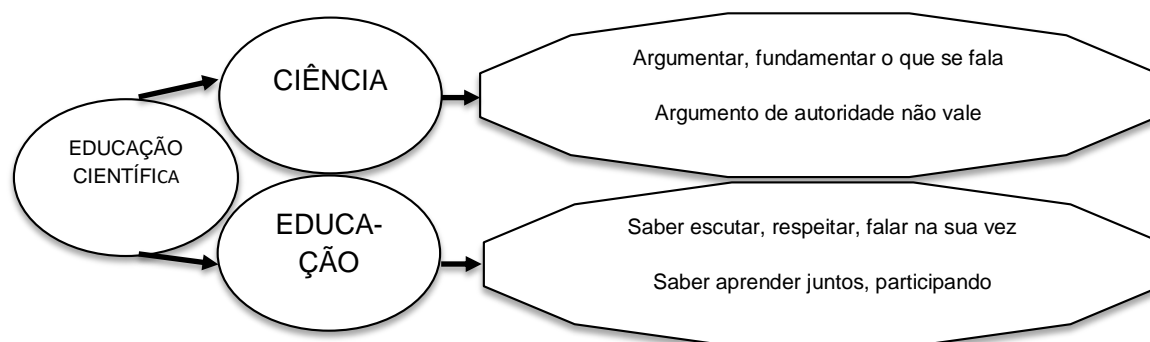 EDUCAÇÃO
CIENTÍFICA
CIÊNCIA
Argumentar, fundamentar o que se fala
Argumento de autoridade não vale
EDUCA-
ÇÃO
Saber escutar, respeitar, falar na sua vez
Saber aprender juntos, participando